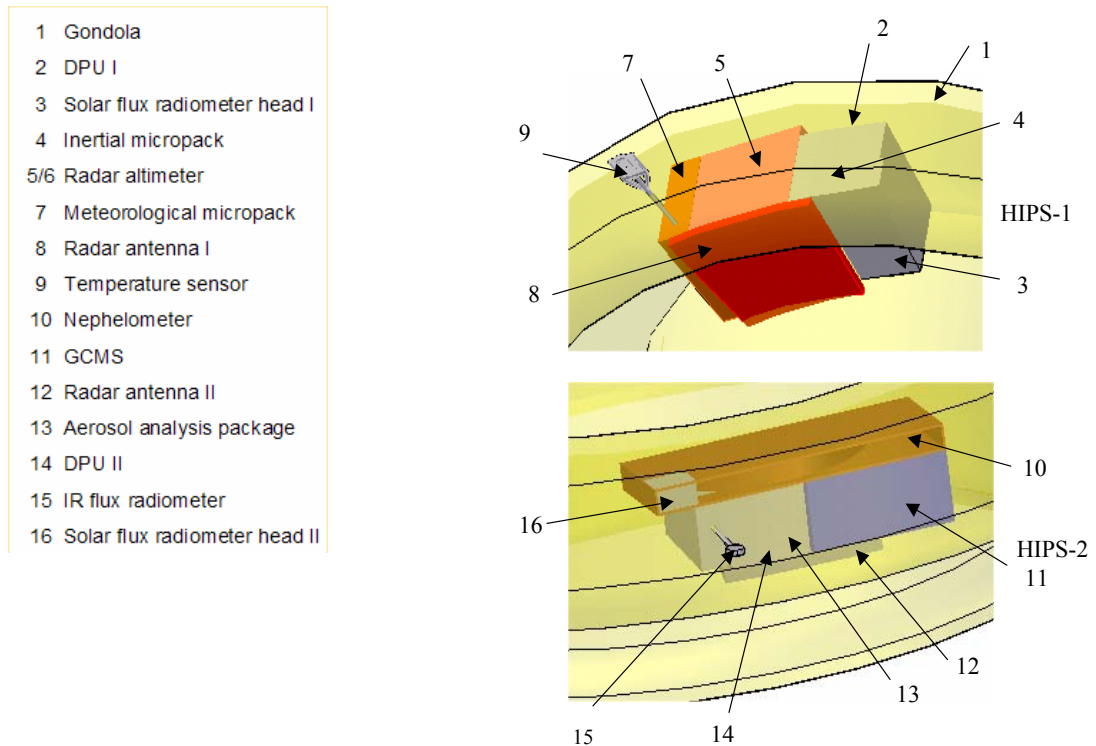 1 Gondola
2 DPU I
3 Solar flux radiometer head I
4 Inertial micropack
5/6 Radar altimeter
7 Meteorological micropack
8 Radar antenna I
9 Temperature sensor
10 Nephelometer
11 GCMS
12 Radar antenna II
13 Aerosol analysis package
14 DPU II
15 IR flux radiometer
16 Solar flux radiometer head II
2
1
7
5
9
4
HIPS-1
8
3
10
16
HIPS-2
11
12
13
15
14